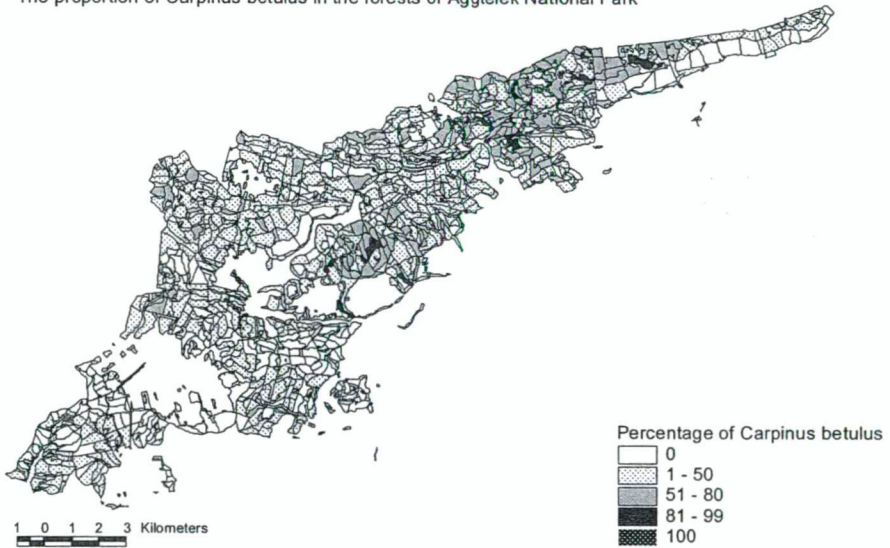 The proportion of Carpinus betulus in the forests of Aggtelek National Park
Percentage of Carpinus betulus
0
1 - 50
51 - 80
81 - 99
100
1 0 1 2 3 Kilometers